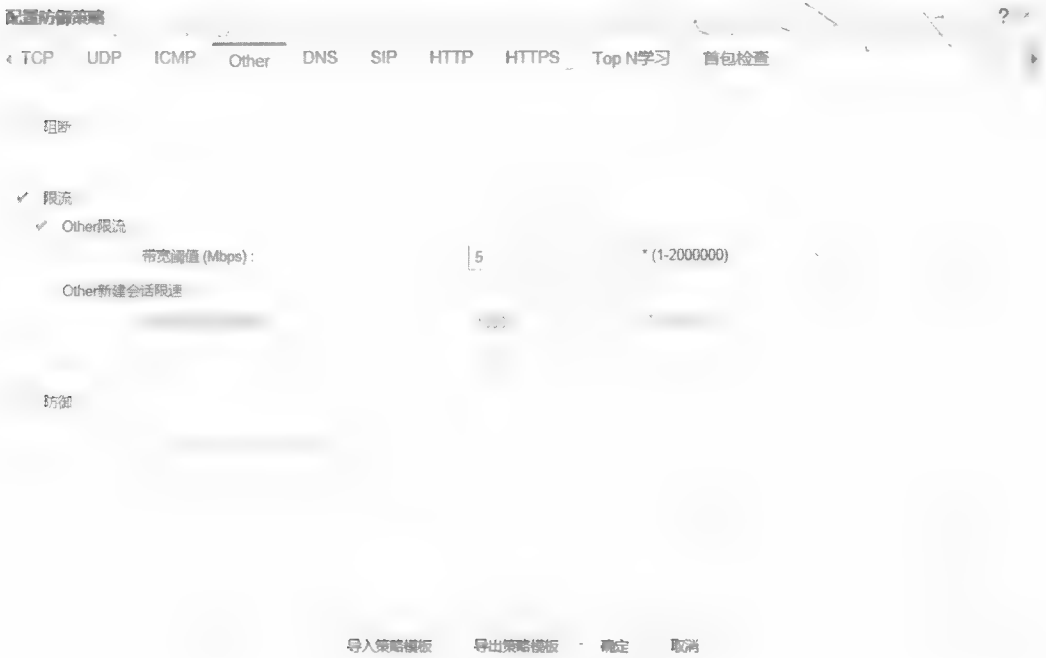 配置防御策略 ?
TCP UDP ICMP Other DNS SIP HTTP HTTPS Top N学习 首包检查
阻断
限流
Other限流
带宽阈值 (Mbps) : 5 * (1-2000000)
Other新建会话限速
防御
导入策略模板 导出策略模板 确定 取消